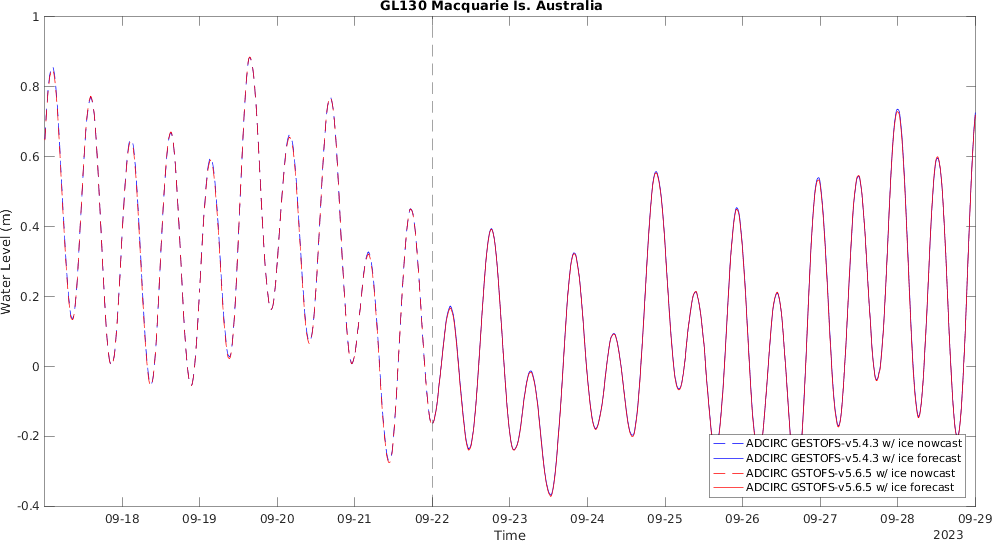 GL130 Macquarie Is. Australia
Water Level (m)
1
0.8
0.6
0.4
0.2
0
-0.2
-0.4
ADCIRC GESTOFS-v5.4.3 w/ ice nowcast
ADCIRC GESTOFS-v5.4.3 w/ ice forecast
ADCIRC GSTOFS-v5.6.5 w/ ice nowcast
ADCIRC GSTOFS-v5.6.5 w/ ice forecast
09-18 09-19 09-20 09-21 09-22 09-23 09-24 09-25 09-26 09-27 09-28 09-29
Time
2023